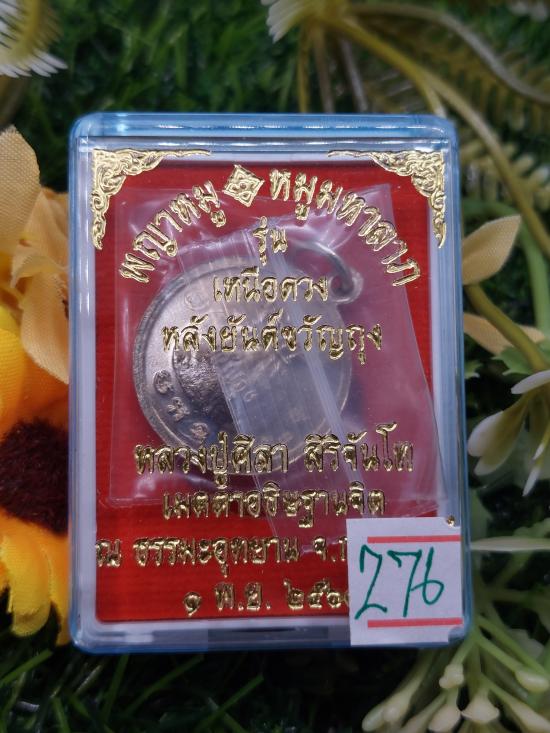 พญาหมู หมูมหาลาภ
รุ่น
เหนือดวง
หลังยันต์ขวัญถุง
หลวงปู่ศิลา สิริจันโท
เมตตาอธิษฐานจิต
ณ ธรรมะอุทยาน จ.
๑ พ.ย.
276